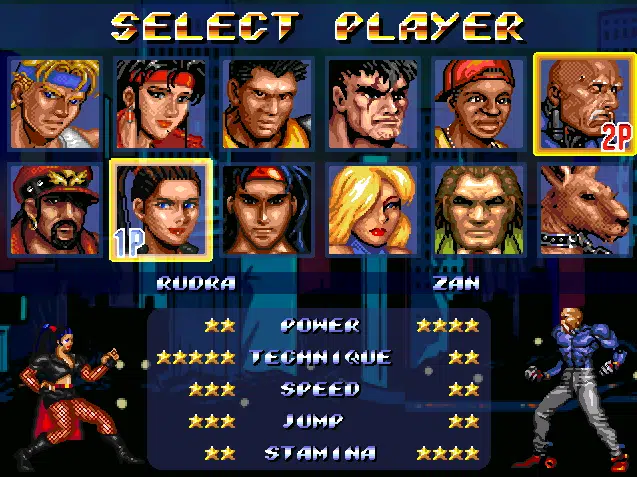 SELECT PLAYER
2P
1P
RUDRA ZAN
★★ POWER ★★★★
★★★★★ TECHNIQUE ★★
★★★ SPEED ★★
★★★ JUMP ★★
★★ STAMINA ★★★★